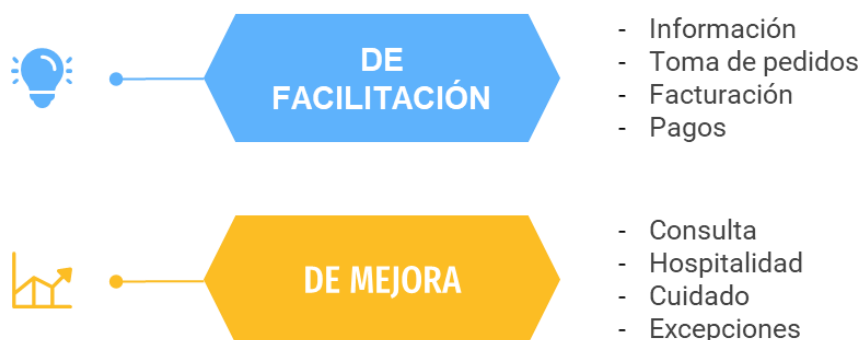 DE
FACILITACIÓN
- Información
- Toma de pedidos
- Facturación
- Pagos
DE MEJORA
- Consulta
- Hospitalidad
- Cuidado
- Excepciones